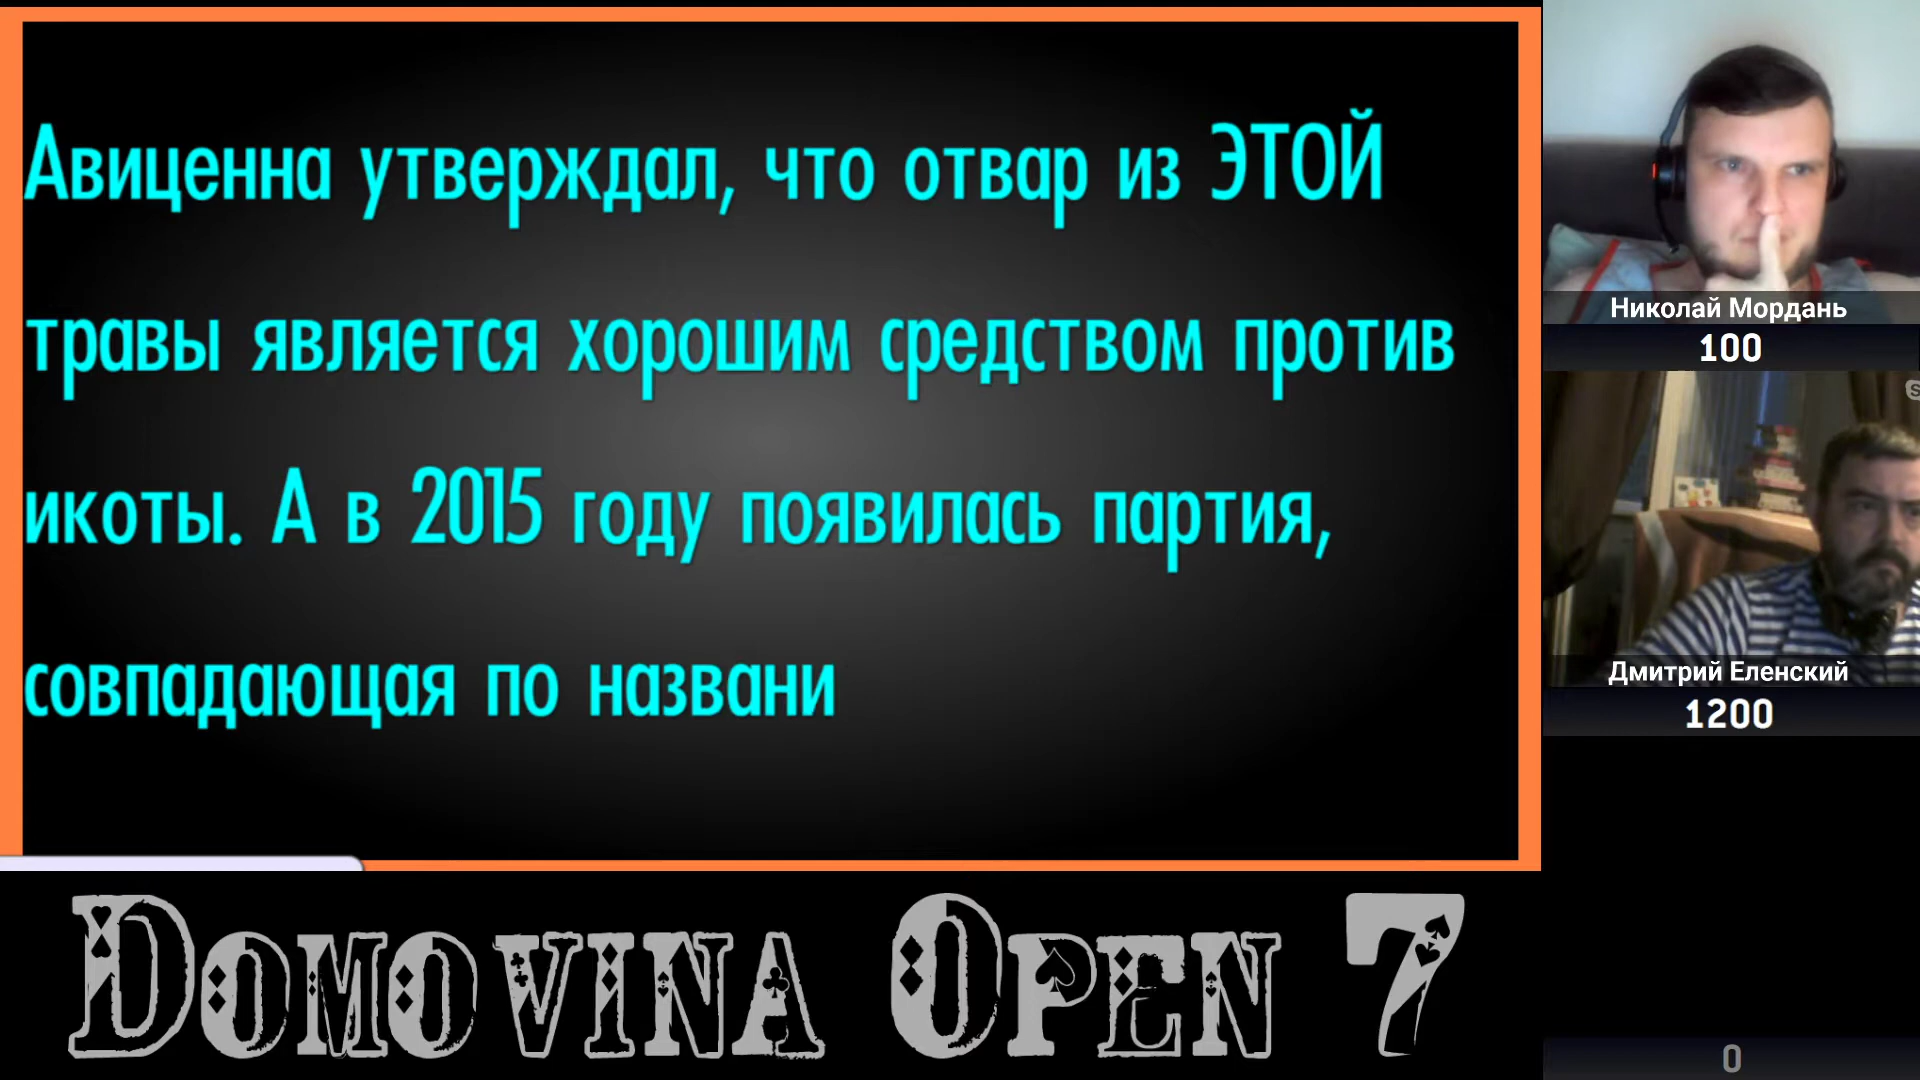 Авиценна утверждал, что отвар из ЭТОЙ
травы является хорошим средством против
икоты. А в 2015 году появилась партия,
совпадающая по названи
Николай Мордань
100
Дмитрий Еленский
1200
0
DOMOVINA OPEN 7